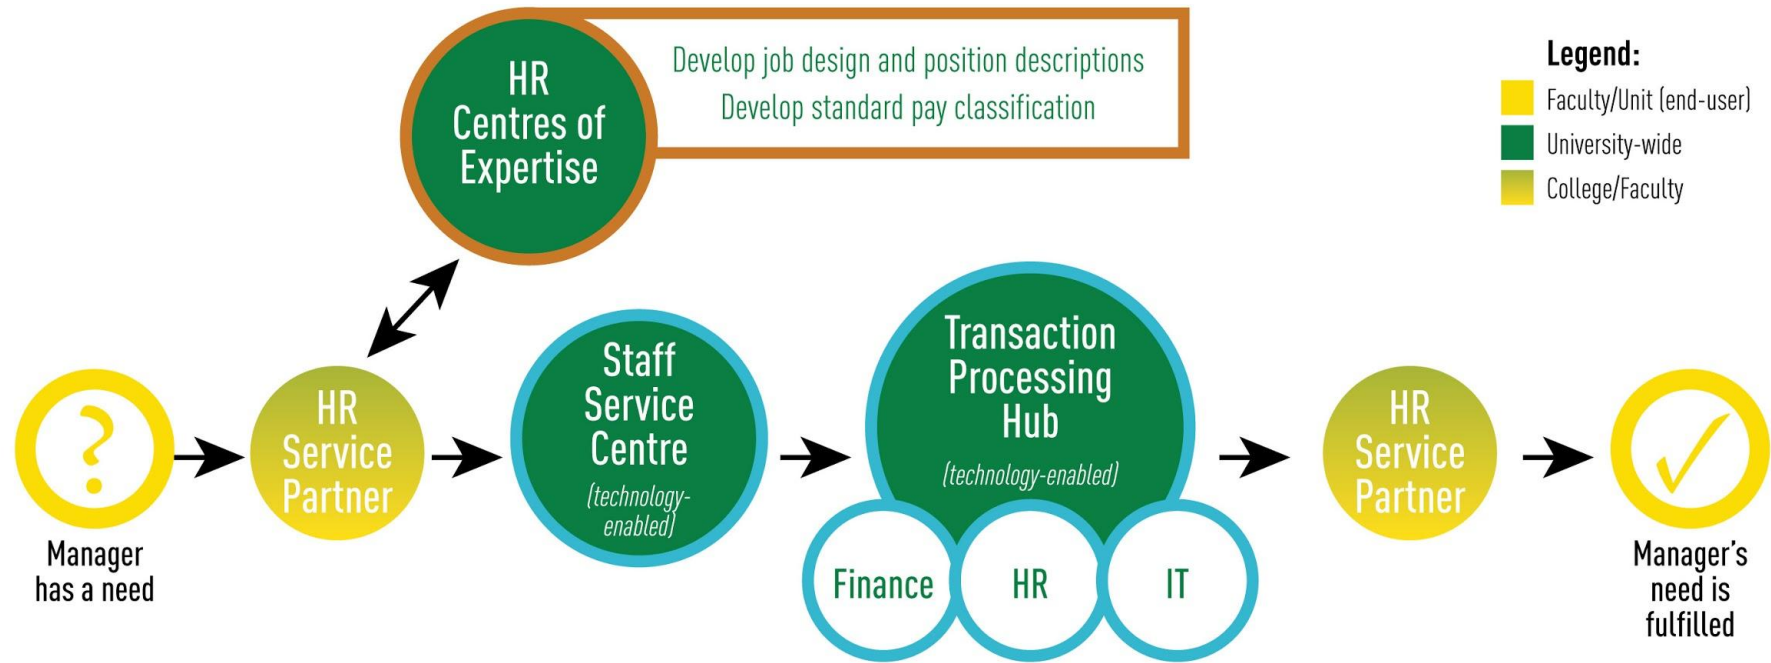 HR
Centres of
Expertise
Develop job design and position descriptions
Develop standard pay classification
Legend:
Faculty/Unit (end-user)
University-wide
College/Faculty
?
Manager
has a need
HR
Service
Partner
Staff
Service
Centre
(technology-
enabled)
Transaction
Processing
Hub
(technology-enabled)
Finance
HR
IT
HR
Service
Partner
Manager's
need is
fulfilled